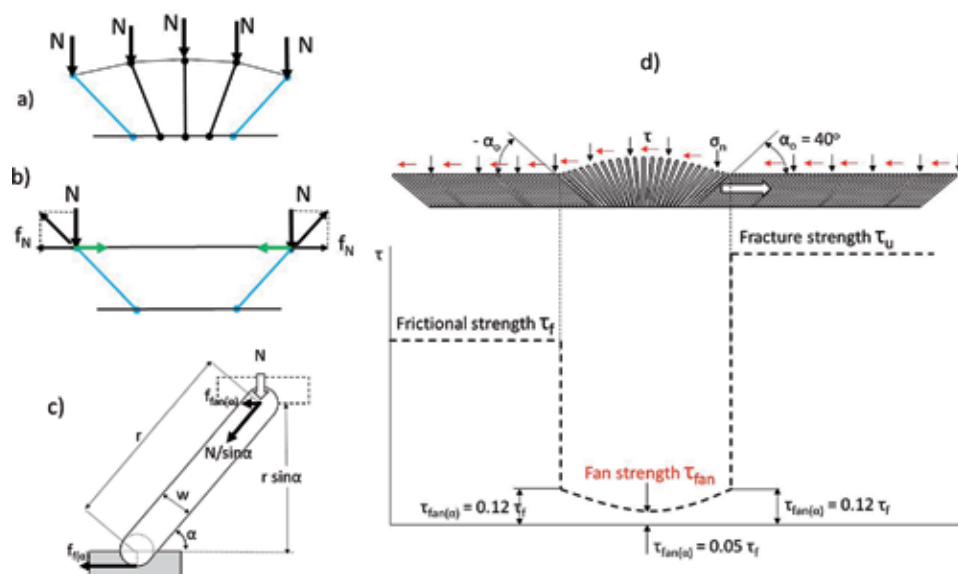 a)
N
N
N
N
N
b)
N
N
f_N
f_N
c)
N
f_fan(α)
r
N/sinα
r sinα
w
α
f_f(α)
d)
- α_o
τ
σ_n
α_o = 40°
τ
Fracture strength τ_u
Frictional strength τ_f
Fan strength τ_fan
τ_fan(α) = 0.12 τ_f
τ_fan(α) = 0.12 τ_f
τ_fan(α) = 0.05 τ_f